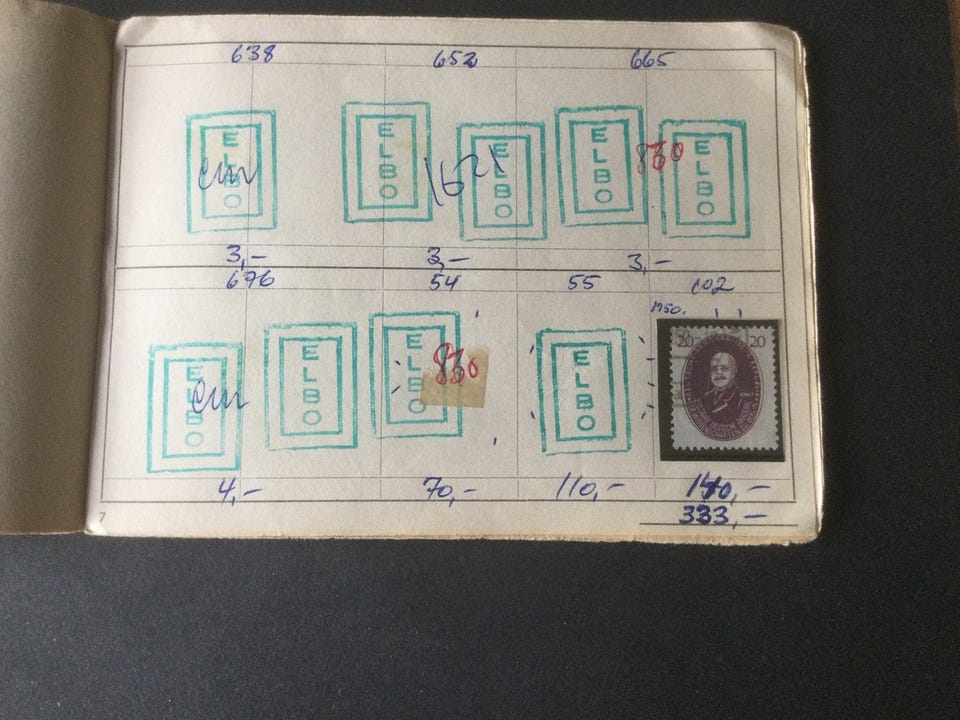 638 652 665
ELBO ELBO ELBO ELBO ELBO
1621 830
3,- 3,- 3,-
676 54 55 102
1950.
ELBO ELBO ELBO ELBO
830
20 20
4,- 70,- 110,- 140,-
333,-
7